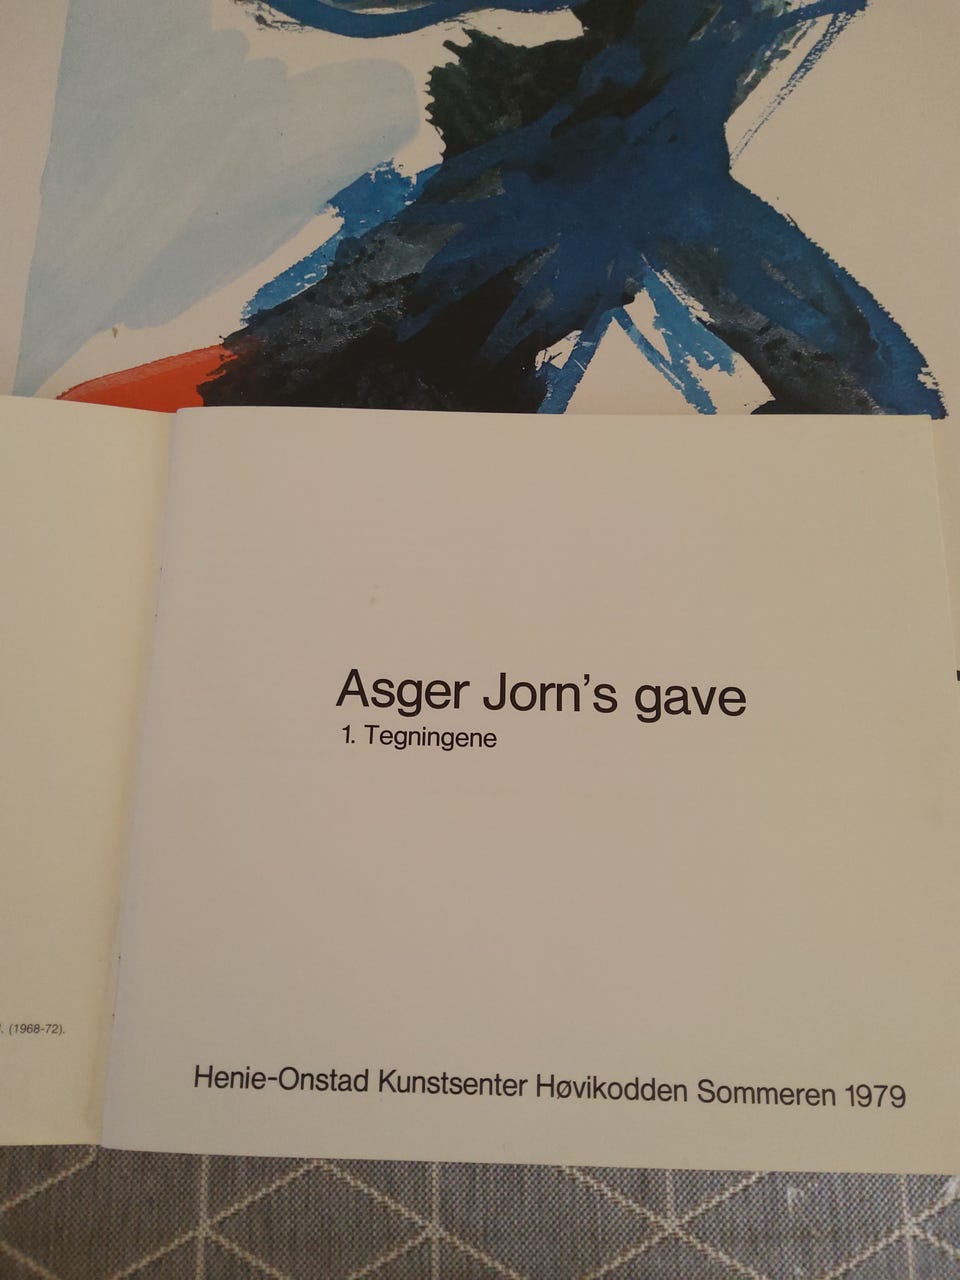 Asger Jorn's gave
1. Tegningene
(1968-72).
Henie-Onstad Kunstsenter Høvikodden Sommeren 1979